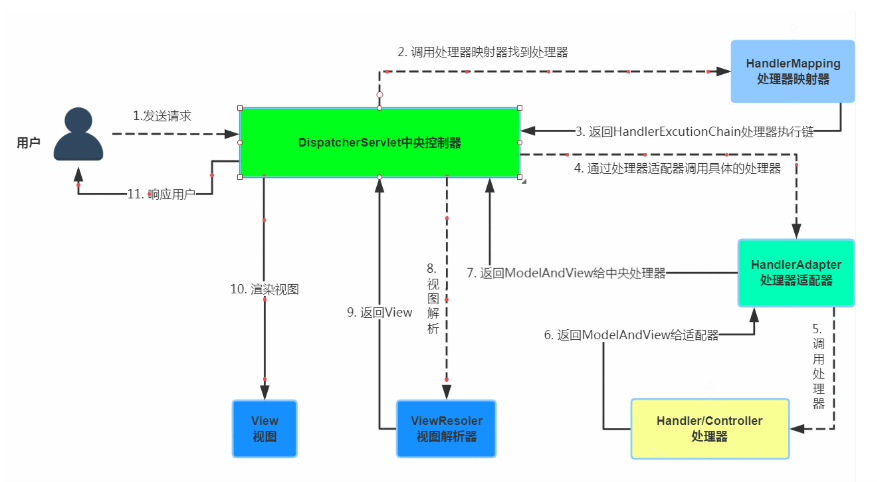 2. 调用处理器映射器找到处理器
HandlerMapping
处理器映射器
1.发送请求
用户
DispatcherServlet中央控制器
3. 返回HandlerExcutionChain处理器执行链
4. 通过处理器适配器调用具体的处理器
11. 响应用户
HandlerAdapter
处理器适配器
7. 返回ModelAndView给中央处理器
8.
视
图
解
析
10. 渲染视图
9. 返回View
6. 返回ModelAndView给适配器
5.
调
用
处
理
器
View
视图
ViewResoler
视图解析器
Handler/Controller
处理器